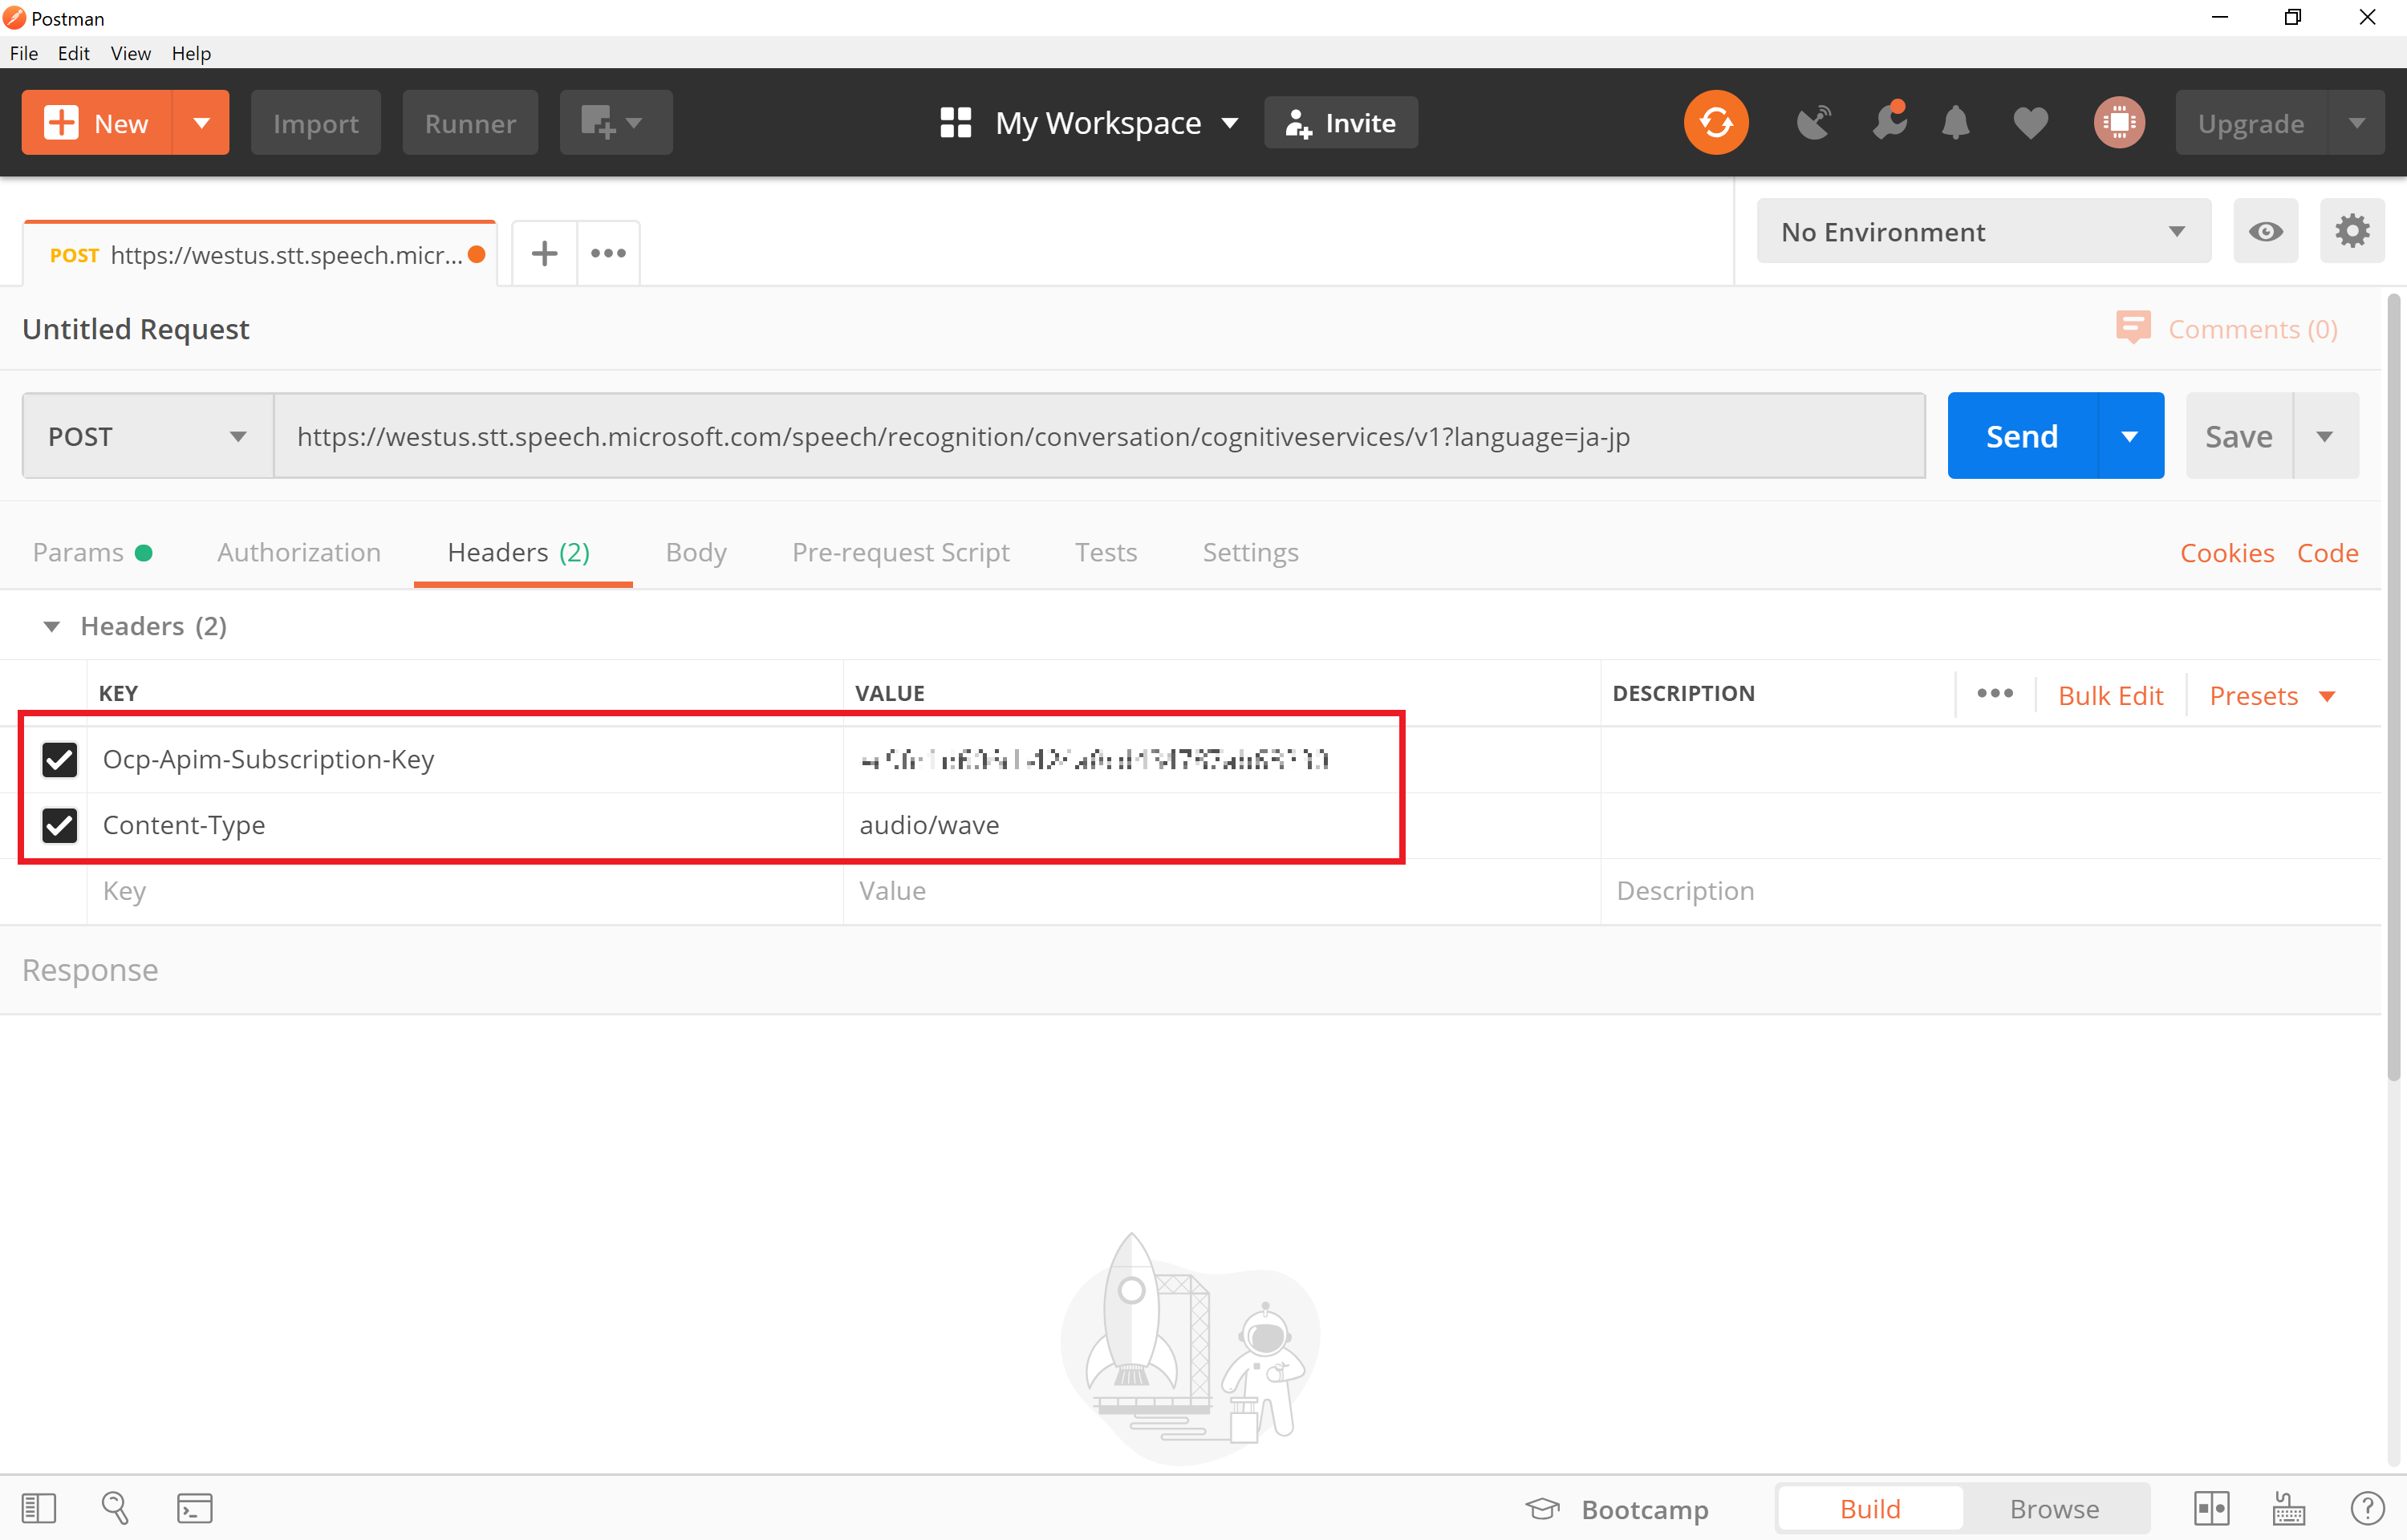 Postman
File Edit View Help
New Import Runner My Workspace Invite Upgrade
POST https://westus.stt.speech.micr... No Environment
Untitled Request Comments (0)
POST https://westus.stt.speech.microsoft.com/speech/recognition/conversation/cognitiveservices/v1?language=ja-jp Send Save
Params Authorization Headers (2) Body Pre-request Script Tests Settings Cookies Code
Headers (2)
KEY VALUE DESCRIPTION Bulk Edit Presets
Ocp-Apim-Subscription-Key
Content-Type audio/wave
Key Value Description
Response
Bootcamp Build Browse